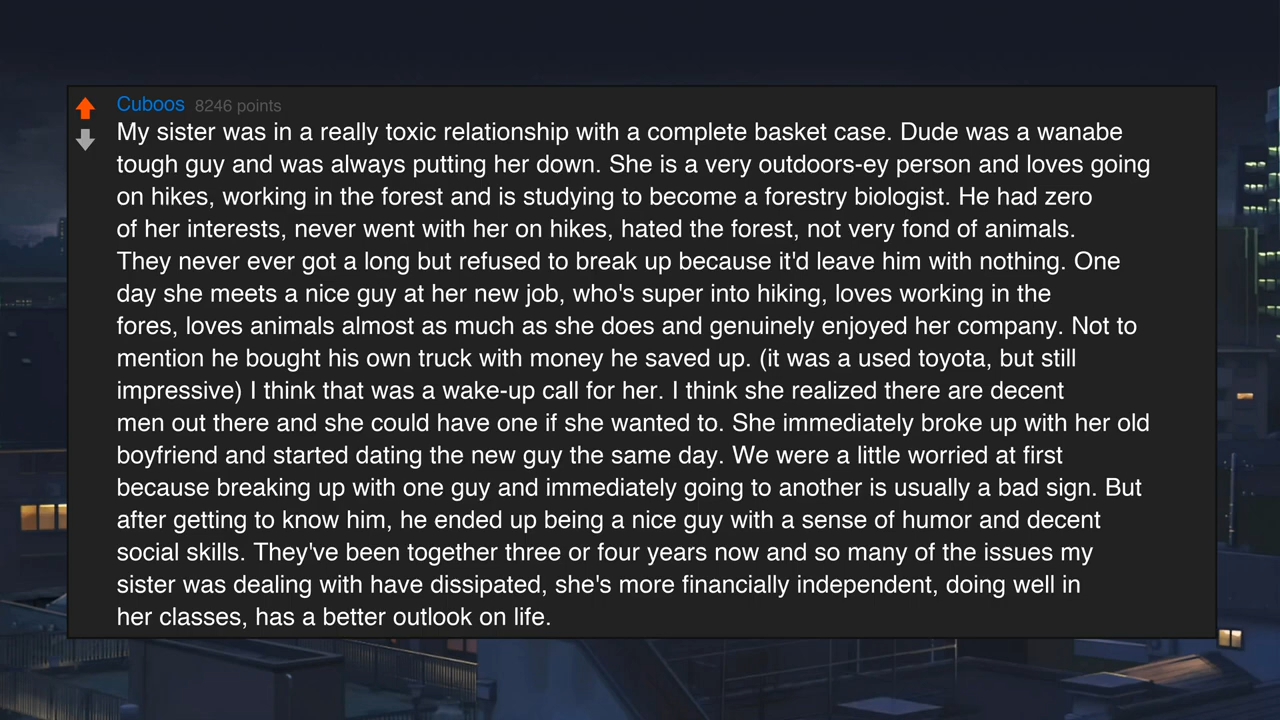 Cuboos 8246 points
My sister was in a really toxic relationship with a complete basket case. Dude was a wanabe
tough guy and was always putting her down. She is a very outdoors-ey person and loves going
on hikes, working in the forest and is studying to become a forestry biologist. He had zero
of her interests, never went with her on hikes, hated the forest, not very fond of animals.
They never ever got a long but refused to break up because it'd leave him with nothing. One
day she meets a nice guy at her new job, who's super into hiking, loves working in the
fores, loves animals almost as much as she does and genuinely enjoyed her company. Not to
mention he bought his own truck with money he saved up. (it was a used toyota, but still
impressive) I think that was a wake-up call for her. I think she realized there are decent
men out there and she could have one if she wanted to. She immediately broke up with her old
boyfriend and started dating the new guy the same day. We were a little worried at first
because breaking up with one guy and immediately going to another is usually a bad sign. But
after getting to know him, he ended up being a nice guy with a sense of humor and decent
social skills. They've been together three or four years now and so many of the issues my
sister was dealing with have dissipated, she's more financially independent, doing well in
her classes, has a better outlook on life.